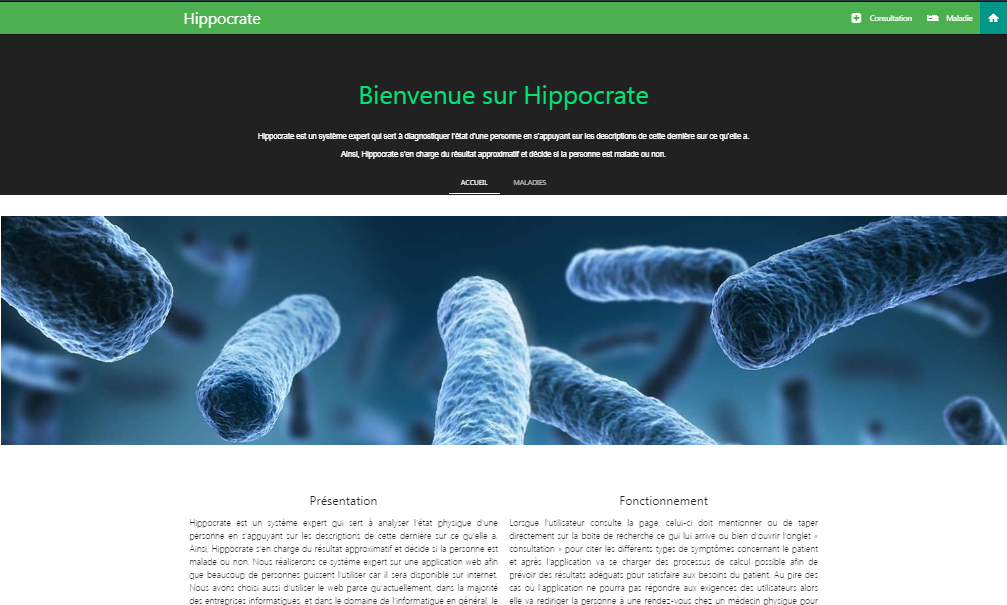 Hippocrate
Consultation
Maladie
Bienvenue sur Hippocrate
Hippocrate est un système expert qui sert à diagnostiquer l'état d'une personne en s'appuyant sur les descriptions de cette dernière sur ce qu'elle a.
Ainsi, Hippocrate s'en charge du résultat approximatif et décide si la personne est malade ou non.
ACCUEIL
MALADIES
Présentation
Hippocrate est un système expert qui sert à analyser l'état physique d'une
personne en s'appuyant sur les descriptions de cette dernière sur ce qu'elle a.
Ainsi, Hippocrate s'en charge du résultat approximatif et décide si la personne est
malade ou non. Nous réaliserons ce système expert sur une application web afin
que beaucoup de personnes puissent l'utiliser car il sera disponible sur internet.
Nous avons choisi aussi d'utiliser le web parce qu'actuellement, dans la majorité
des entreprises informatiques, et dans le domaine de l'informatique en général, le
Fonctionnement
Lorsque l'utilisateur consulte la page, celui-ci doit mentionner ou de taper
directement sur la boite de recherche ce qui lui arrive ou bien d'ouvrir l'onglet «
consultation » pour citer les différents types de symptômes concernant le patient
et après l'application va se charger des processus de calcul possible afin de
prévoir des résultats adéquats pour satisfaire aux besoins du patient. Au pire des
cas où l'application ne pourra pas répondre aux exigences des utilisateurs alors
elle va rediriger la personne à une rendez-vous chez un médecin physique pour